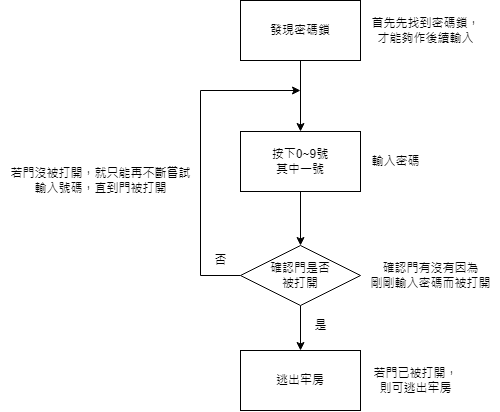 發現密碼鎖
首先先找到密碼鎖，
才能夠作後續輸入
按下0~9號
其中一號
輸入密碼
若門沒被打開，就只能再不斷嘗試
輸入號碼，直到門被打開
否
確認門是否
被打開
確認門有沒有因為
剛剛輸入密碼而被打開
是
逃出牢房
若門已被打開，
則可逃出牢房